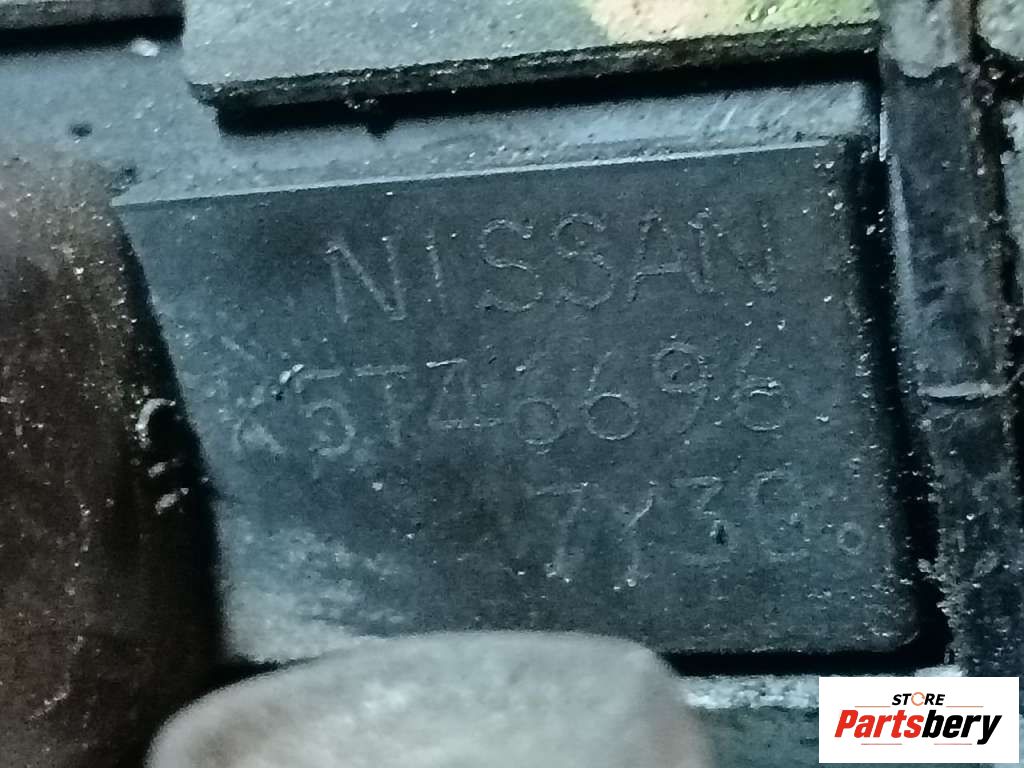 NISSAN
K5T46696
7Y3C
STORE
Partsbery